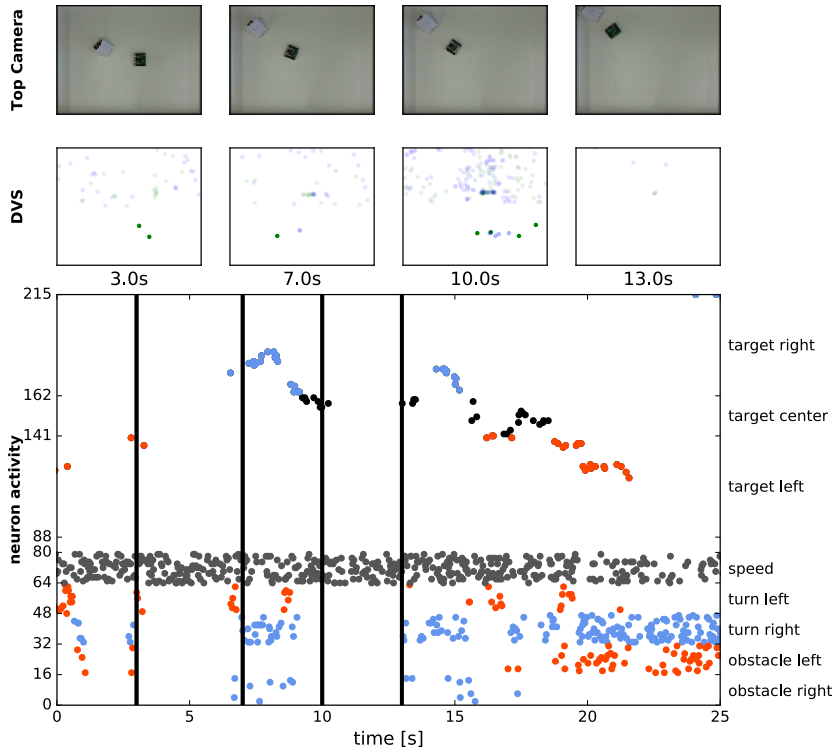 Top Camera
DVS
3.0s 7.0s 10.0s 13.0s
neuron activity
215
162
141
88
80
64
48
32
16
0
target right
target center
target left
speed
turn left
turn right
obstacle left
obstacle right
0 5 10 15 20 25
time [s]